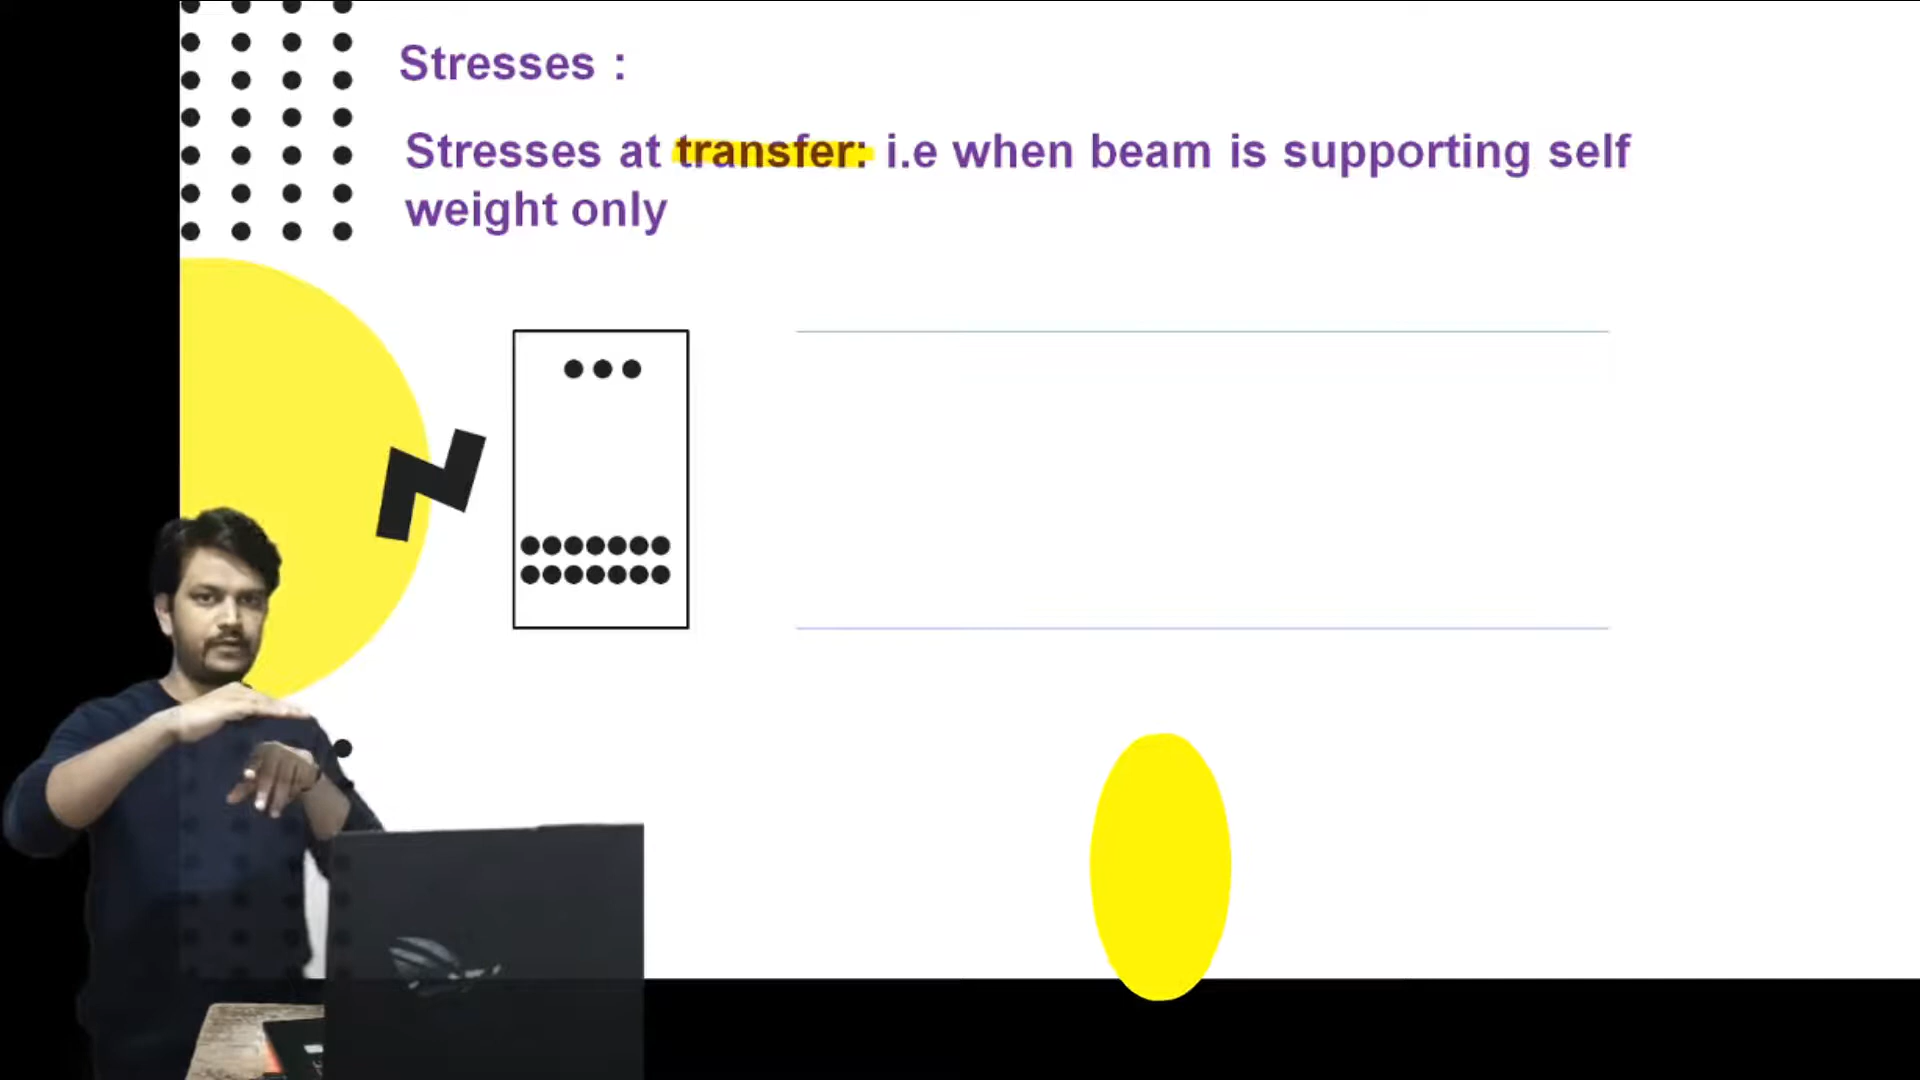 Stresses :
Stresses at transfer: i.e when beam is supporting self
weight only